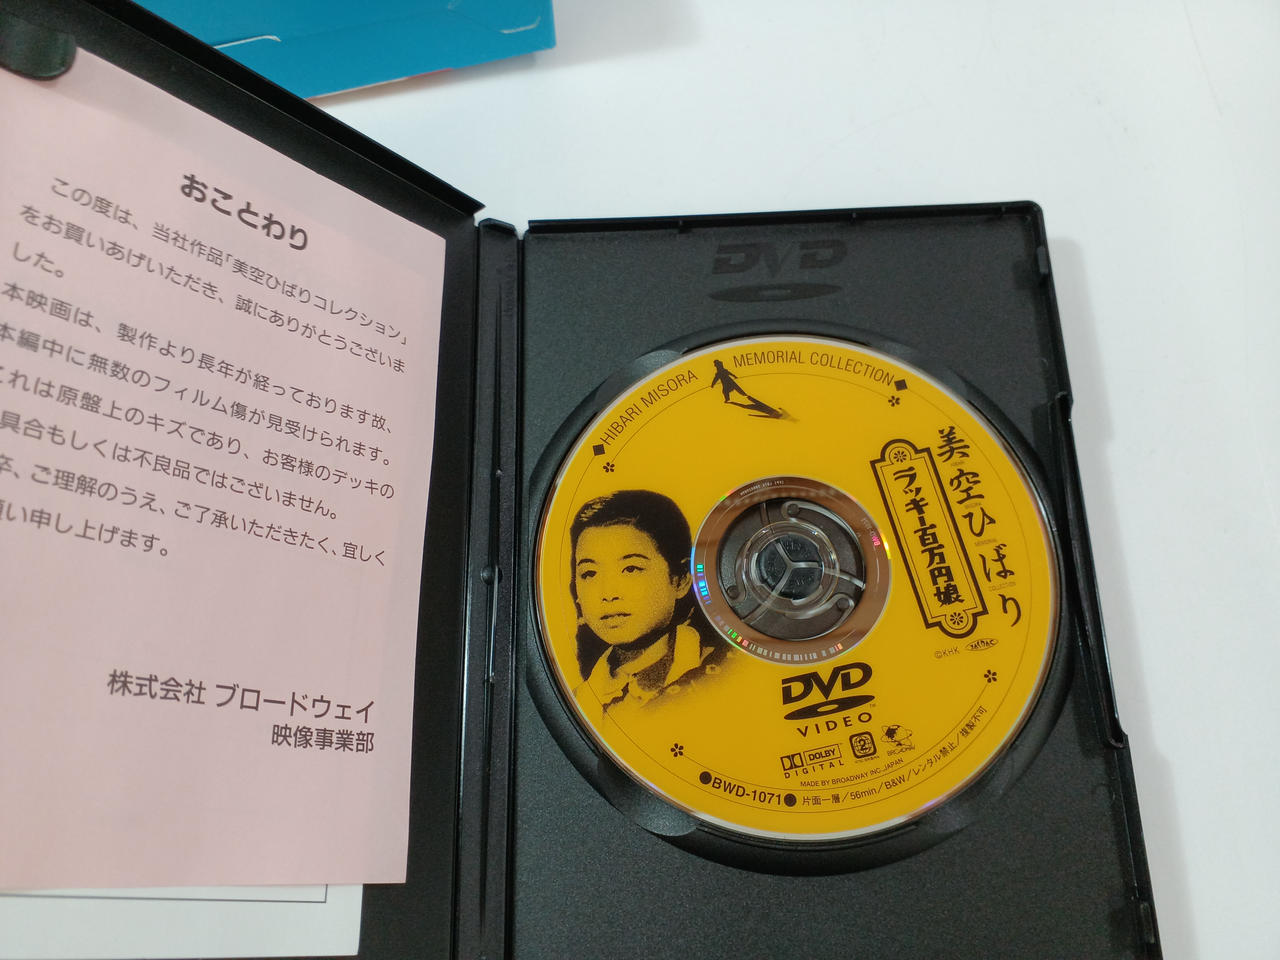 おことわり
この度は、当社作品「美空ひばりコレクション」
をお買いあげいただき、誠にありがとうございま
した。
本映画は、製作より長年が経っております故、
本編中に無数のフィルム傷が見受けられます。
これは原盤上のキズであり、お客様のデッキの
具合もしくは不良品ではございません。
卒、ご理解のうえ、ご了承いただきたく、宜しく
願い申し上げます。
株式会社 ブロードウェイ
映像事業部
DVD
HIBARI MISORA MEMORIAL COLLECTION
美空ひばり
ラッキー百万円娘
©KHK
DVD
VIDEO
DOLBY
DIGITAL
2
BROADWAY
MADE BY BROADWAY INC.,JAPAN
BWD-1071
片面一層/56min/B&W/レンタル禁止/複製不可